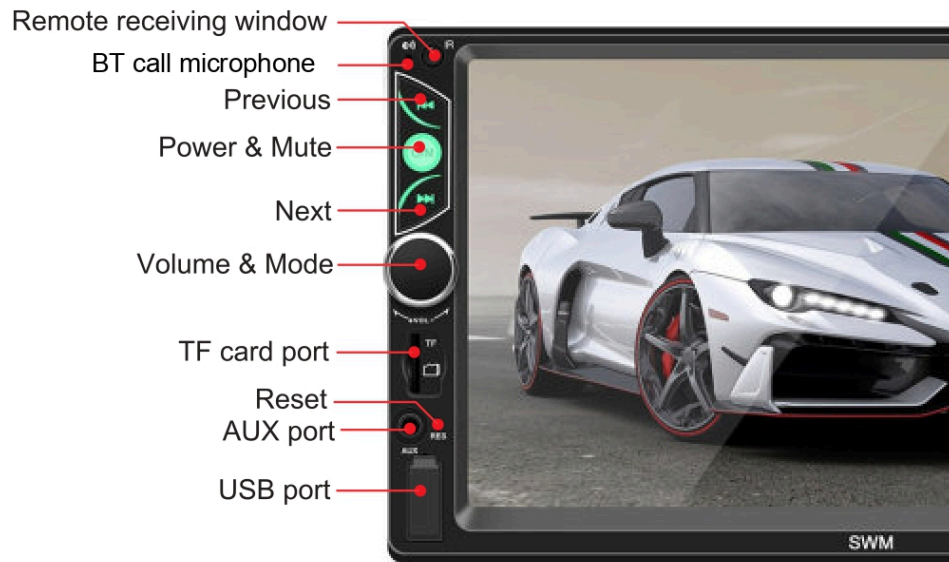 Remote receiving window
IR
BT call microphone
Previous
Power & Mute
Next
Volume & Mode
TF card port
TF
Reset
AUX port
RES
AUX
USB port
SWM